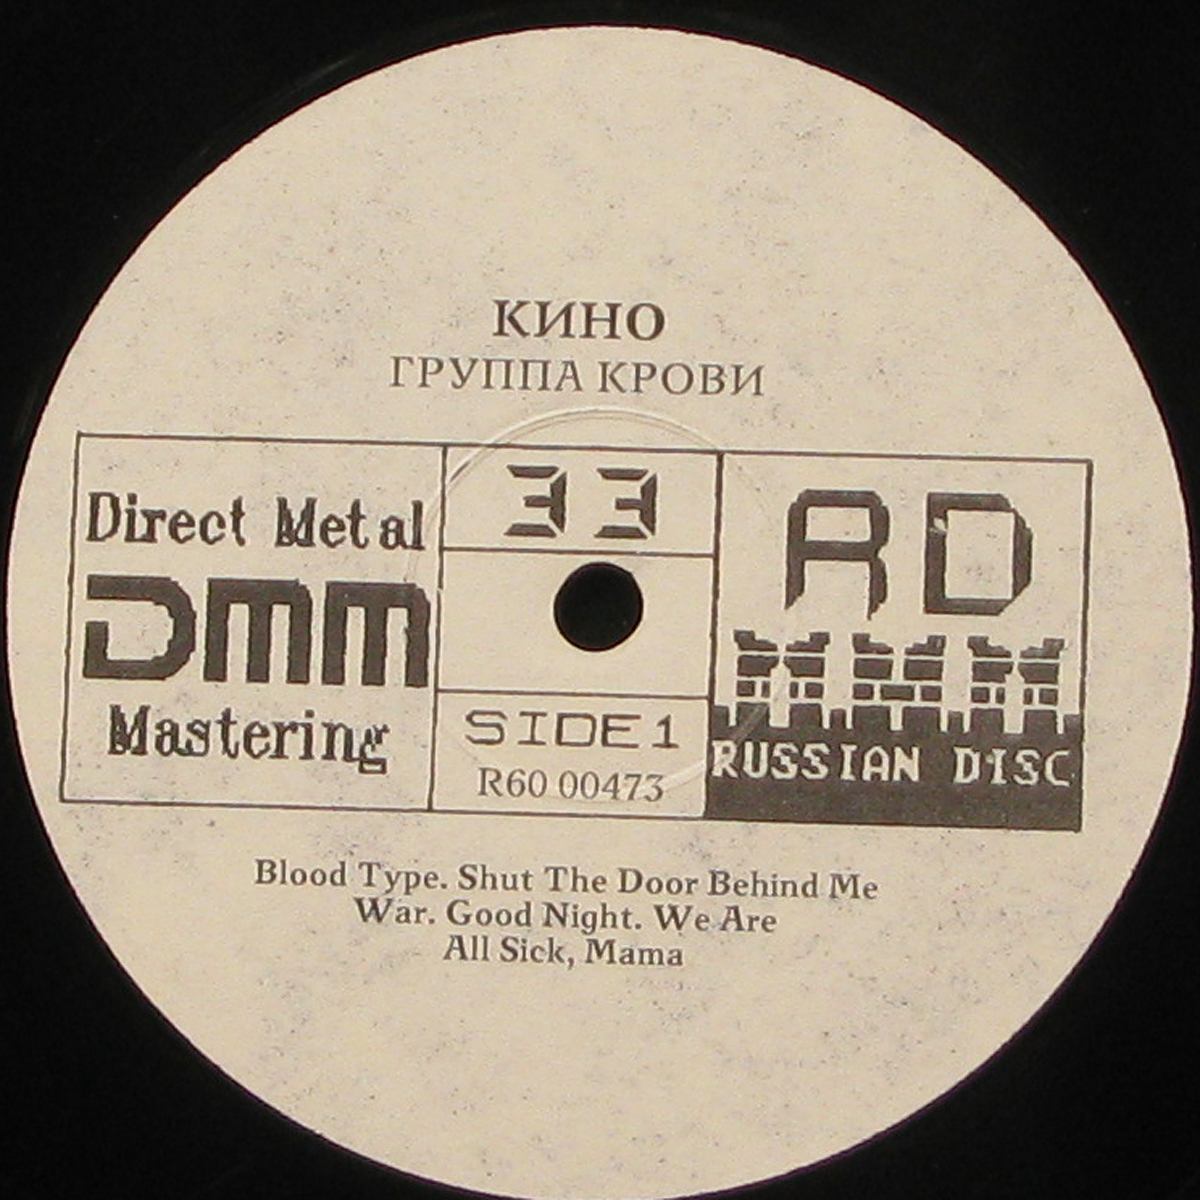 КИНО
ГРУППА КРОВИ
Direct Metal
DMM
Mastering
33
SIDE 1
R60 00473
RD
RUSSIAN DISC
Blood Type. Shut The Door Behind Me
War. Good Night. We Are
All Sick, Mama